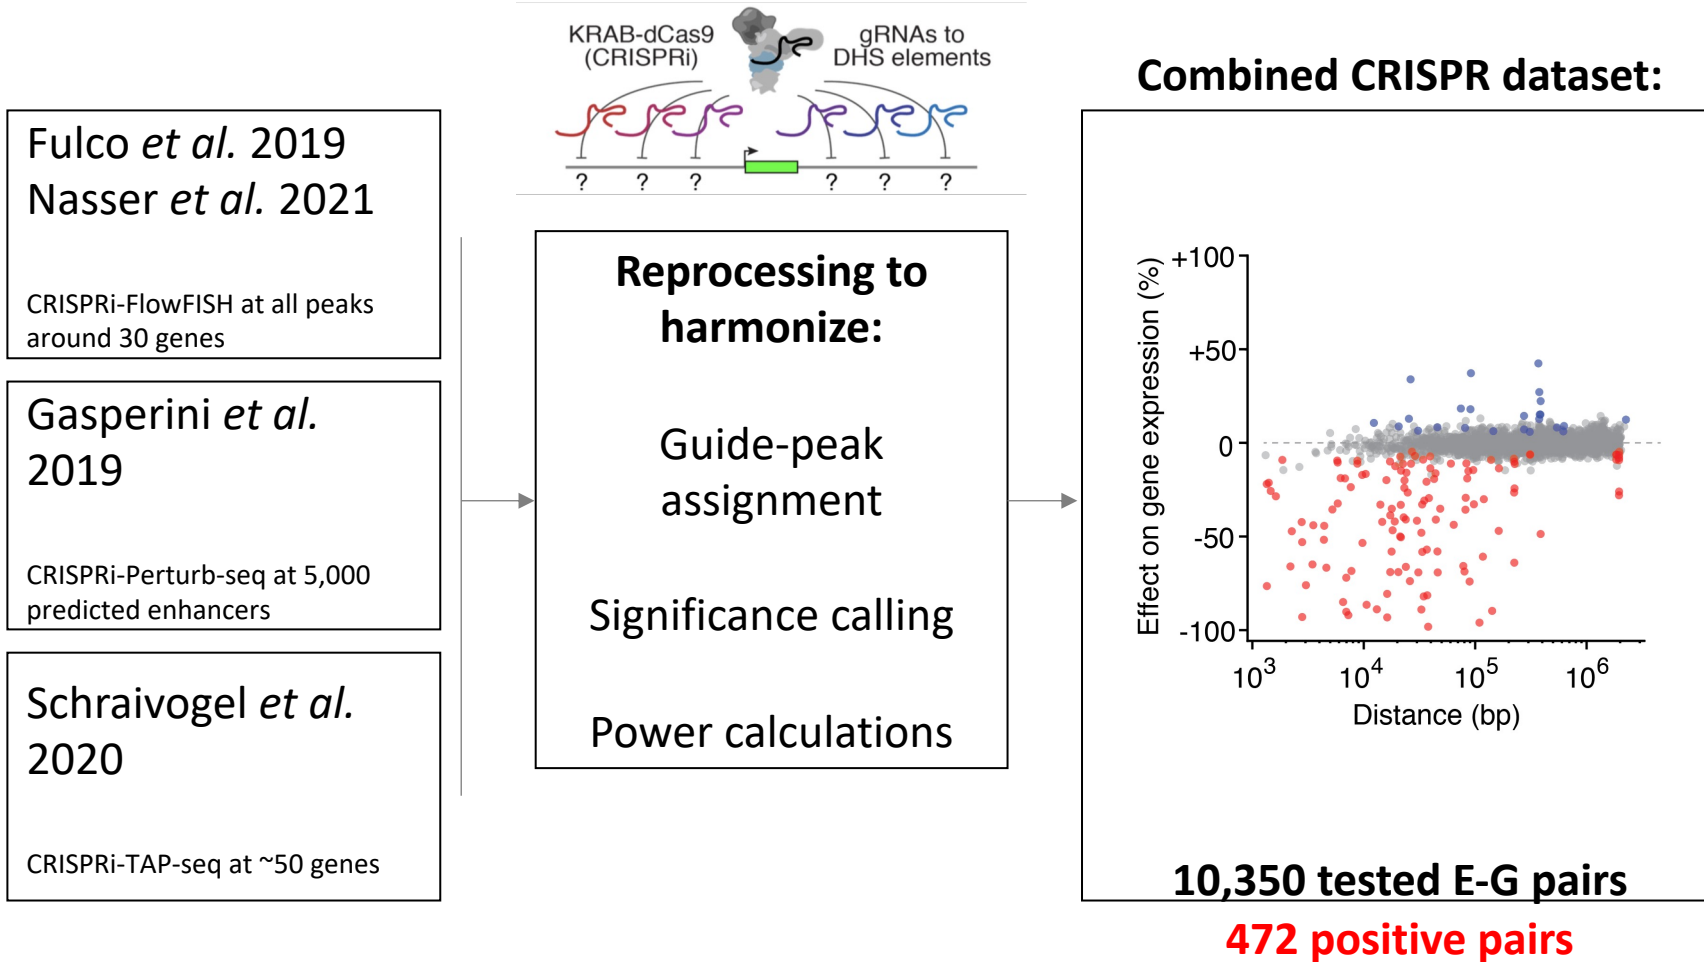 Fulco et al. 2019
Nasser et al. 2021
CRISPRi-FlowFISH at all peaks
around 30 genes
Gasperini et al.
2019
CRISPRi-Perturb-seq at 5,000
predicted enhancers
Schraivogel et al.
2020
CRISPRi-TAP-seq at ~50 genes
KRAB-dCas9
(CRISPRi)
gRNAs to
DHS elements
? ? ? ? ? ?
Reprocessing to
harmonize:
Guide-peak
assignment
Significance calling
Power calculations
Combined CRISPR dataset:
Effect on gene expression (%)
+100
+50
0
-50
-100
10³ 10⁴ 10⁵ 10⁶
Distance (bp)
10,350 tested E-G pairs
472 positive pairs